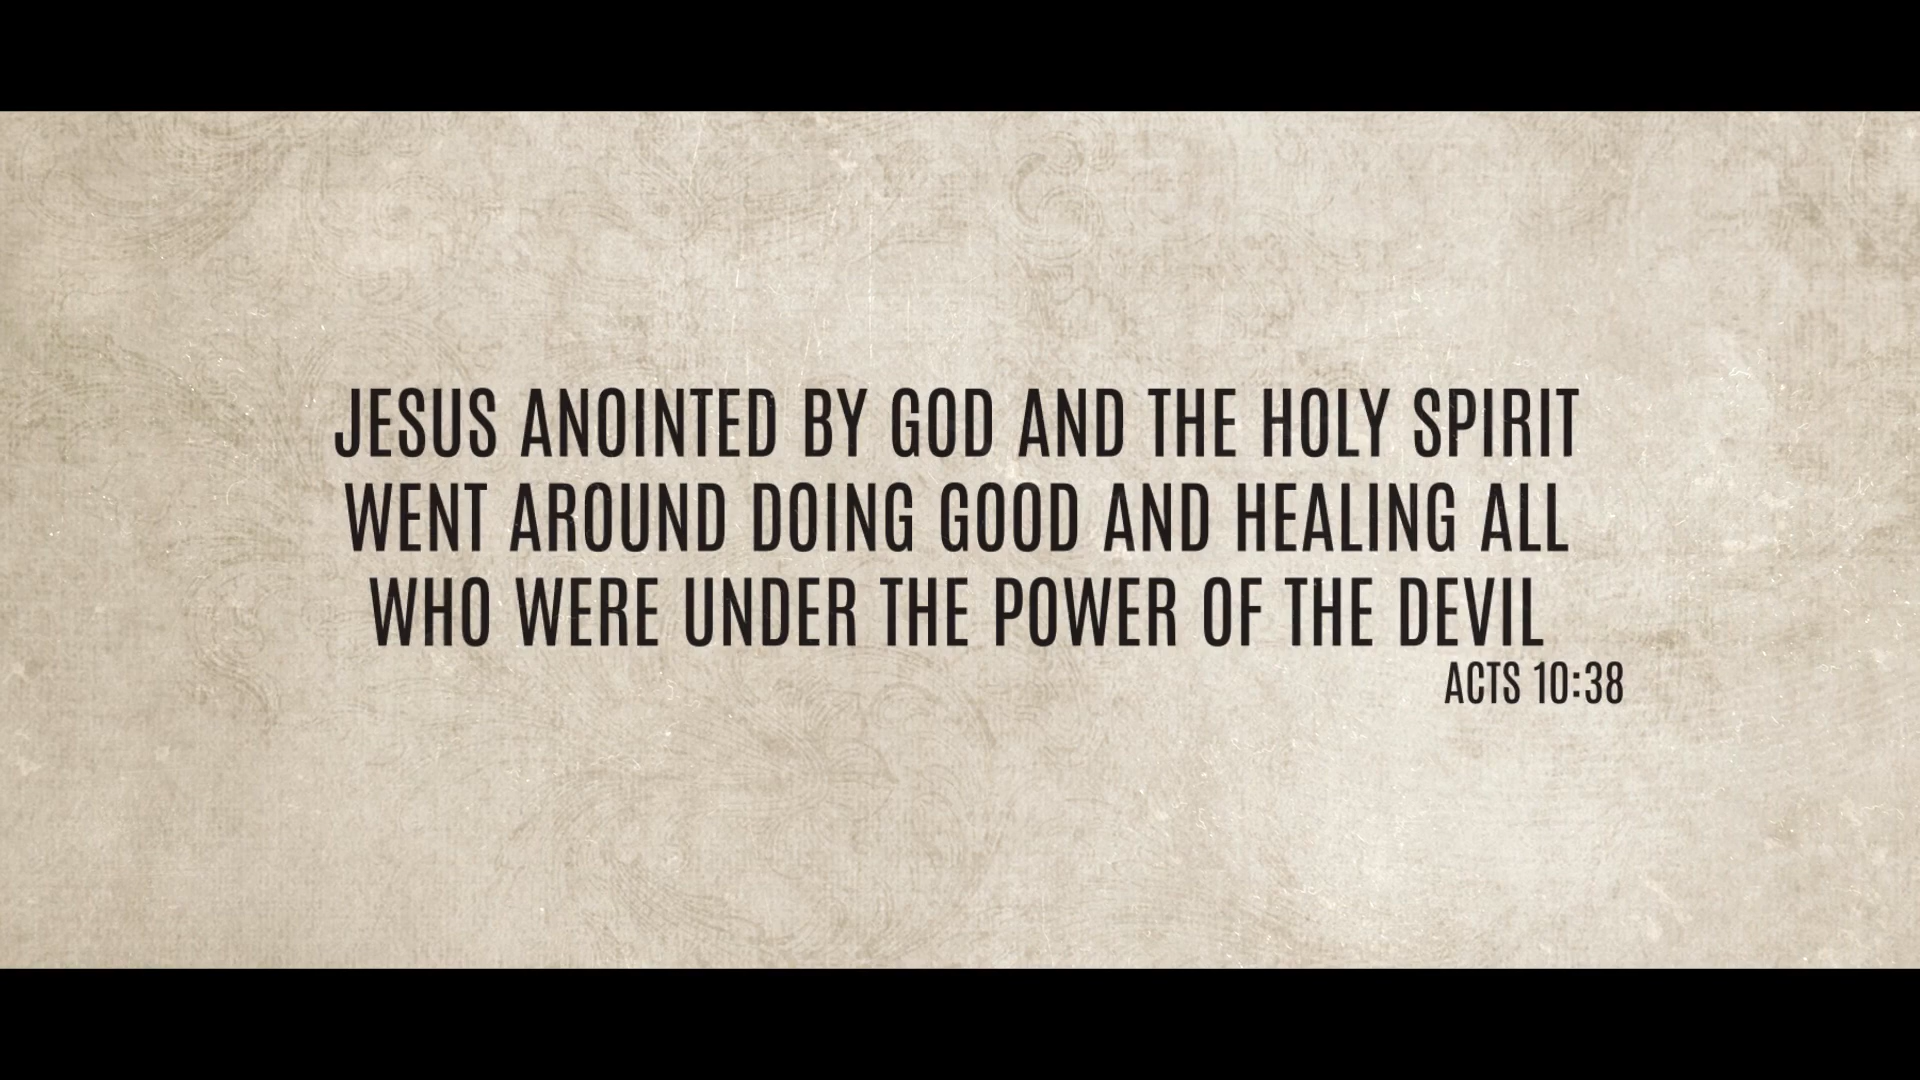 JESUS ANOINTED BY GOD AND THE HOLY SPIRIT
WENT AROUND DOING GOOD AND HEALING ALL
WHO WERE UNDER THE POWER OF THE DEVIL
ACTS 10:38